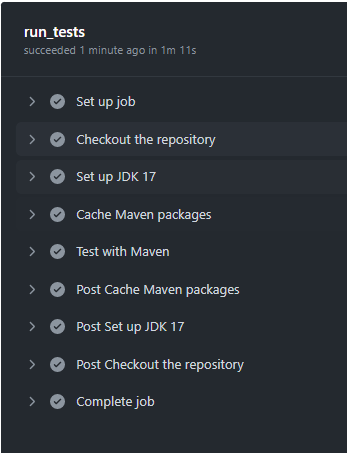 run_tests
succeeded 1 minute ago in 1m 11s
Set up job
Checkout the repository
Set up JDK 17
Cache Maven packages
Test with Maven
Post Cache Maven packages
Post Set up JDK 17
Post Checkout the repository
Complete job